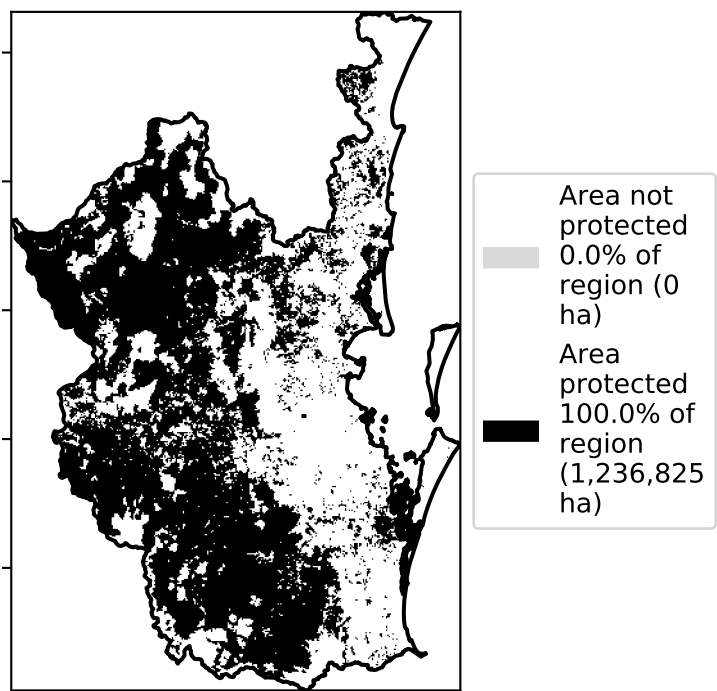 Area not
protected
0.0% of
region (0
ha)
Area
protected
100.0% of
region
(1,236,825
ha)